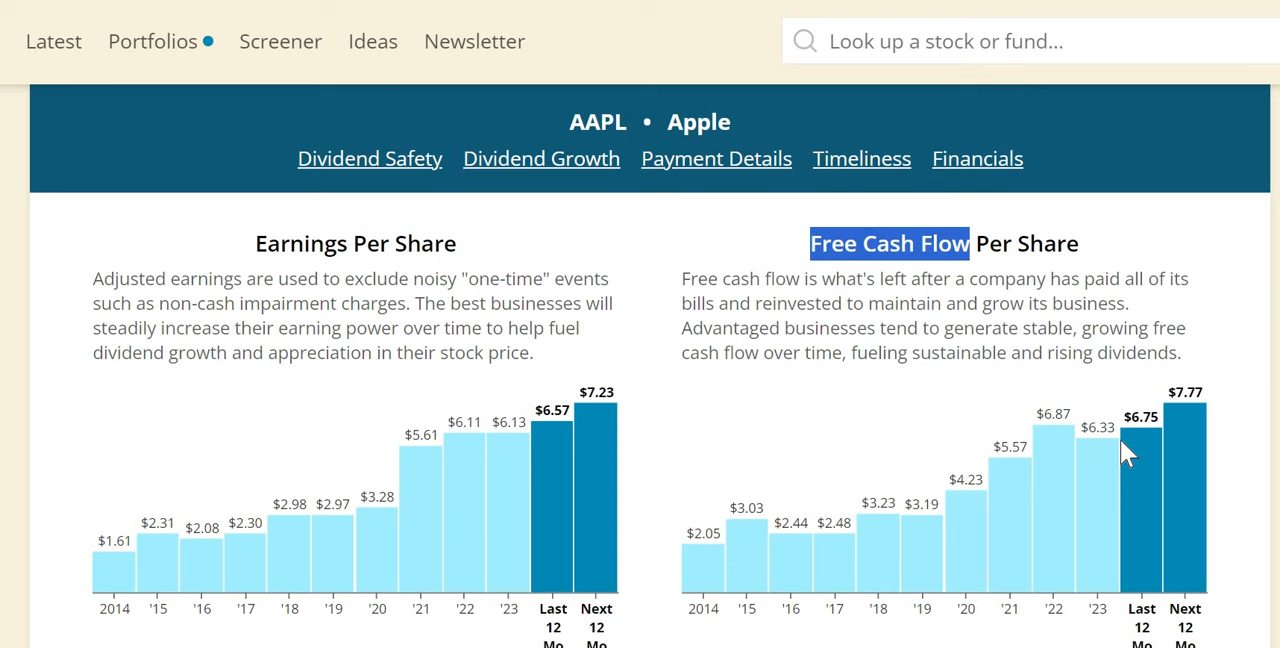 Latest Portfolios Screener Ideas Newsletter Look up a stock or fund...
AAPL • Apple
Dividend Safety Dividend Growth Payment Details Timeliness Financials
Earnings Per Share
Adjusted earnings are used to exclude noisy "one-time" events
such as non-cash impairment charges. The best businesses will
steadily increase their earning power over time to help fuel
dividend growth and appreciation in their stock price.
$1.61 $2.31 $2.08 $2.30 $2.98 $2.97 $3.28 $5.61 $6.11 $6.13 $6.57 $7.23
2014 '15 '16 '17 '18 '19 '20 '21 '22 '23 Last Next
12 12
Mo Mo
Free Cash Flow Per Share
Free cash flow is what's left after a company has paid all of its
bills and reinvested to maintain and grow its business.
Advantaged businesses tend to generate stable, growing free
cash flow over time, fueling sustainable and rising dividends.
$2.05 $3.03 $2.44 $2.48 $3.23 $3.19 $4.23 $5.57 $6.87 $6.33 $6.75 $7.77
2014 '15 '16 '17 '18 '19 '20 '21 '22 '23 Last Next
12 12
Mo Mo